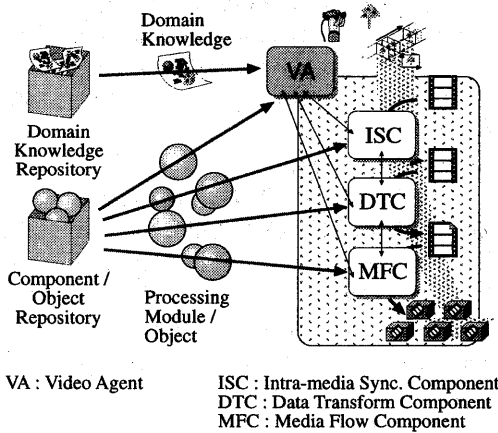 Domain
Knowledge
VA
Domain
Knowledge
Repository
ISC
DTC
MFC
Component /
Object
Repository
Processing
Module /
Object
VA : Video Agent
ISC : Intra-media Sync. Component
DTC : Data Transform Component
MFC : Media Flow Component